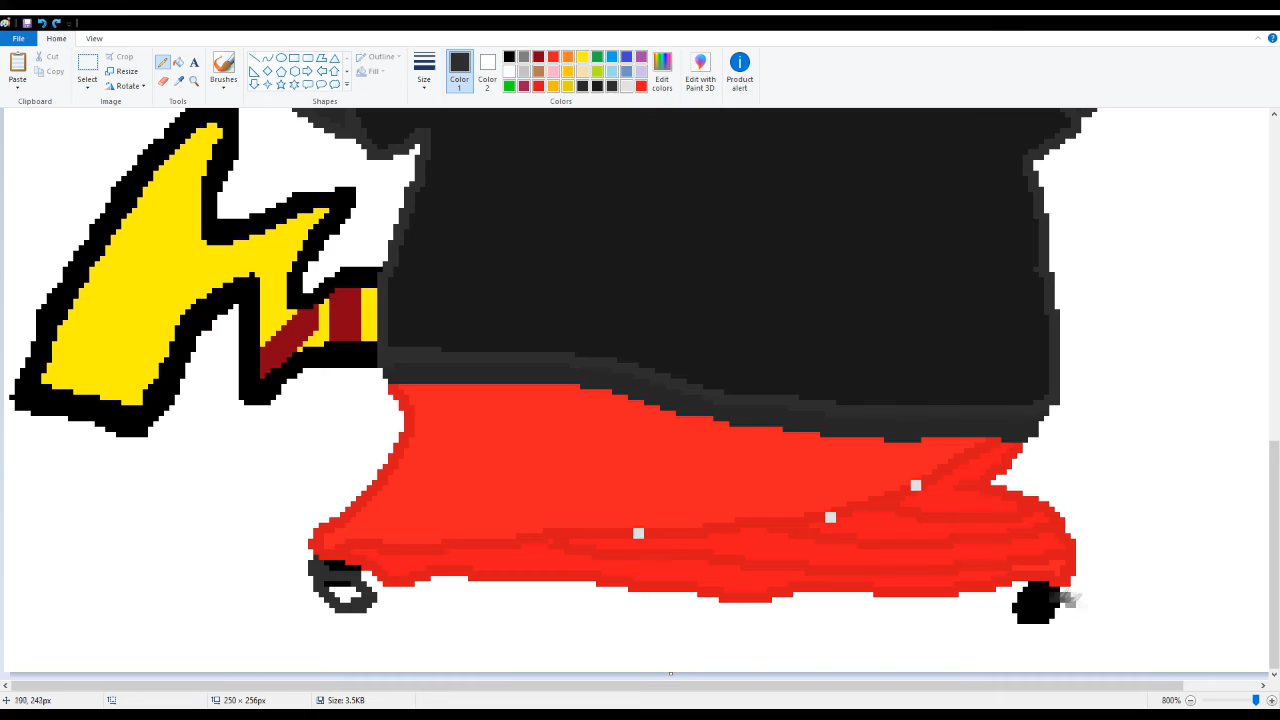 File Home View
Paste
Cut
Copy
Clipboard
Select
Crop
Resize
Rotate
Image
A
Tools
Brushes
Outline
Fill
Shapes
Size
Color 1
Color 2
Edit colors
Colors
Edit with Paint 3D
Product alert
190, 242px
250 × 256px
Size: 3.5KB
800%